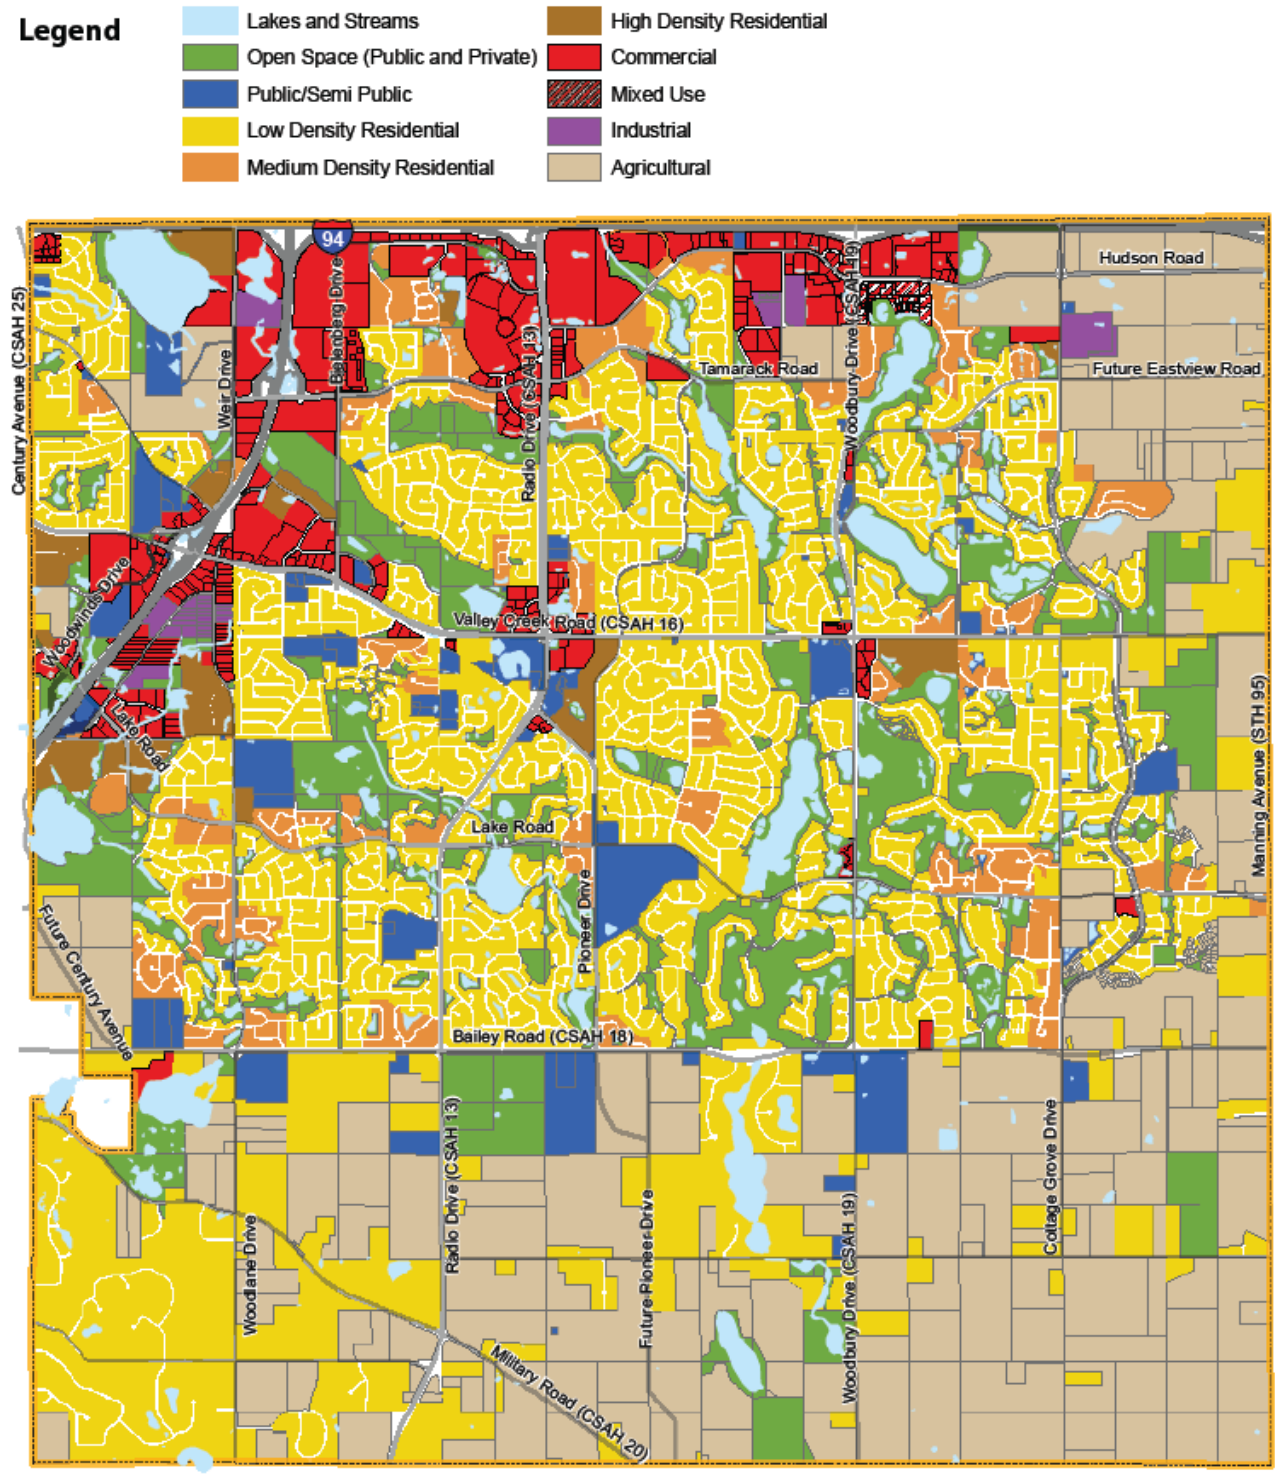 Legend
Lakes and Streams
Open Space (Public and Private)
Public/Semi Public
Low Density Residential
Medium Density Residential
High Density Residential
Commercial
Mixed Use
Industrial
Agricultural
94
Hudson Road
Century Avenue (CSAH 25)
Weir Drive
Bielenberg Drive
Radio Drive (CSAH 13)
Tamarack Road
Woodbury Drive (CSAH 19)
Future Eastview Road
Woodwinds Drive
Valley Creek Road (CSAH 16)
Lake Road
Manning Avenue (STH 95)
Lake Road
Pioneer Drive
Future Century Avenue
Bailey Road (CSAH 18)
Woodlane Drive
Radio Drive (CSAH 13)
Future Pioneer Drive
Woodbury Drive (CSAH 19)
Cottage Grove Drive
Military Road (CSAH 20)